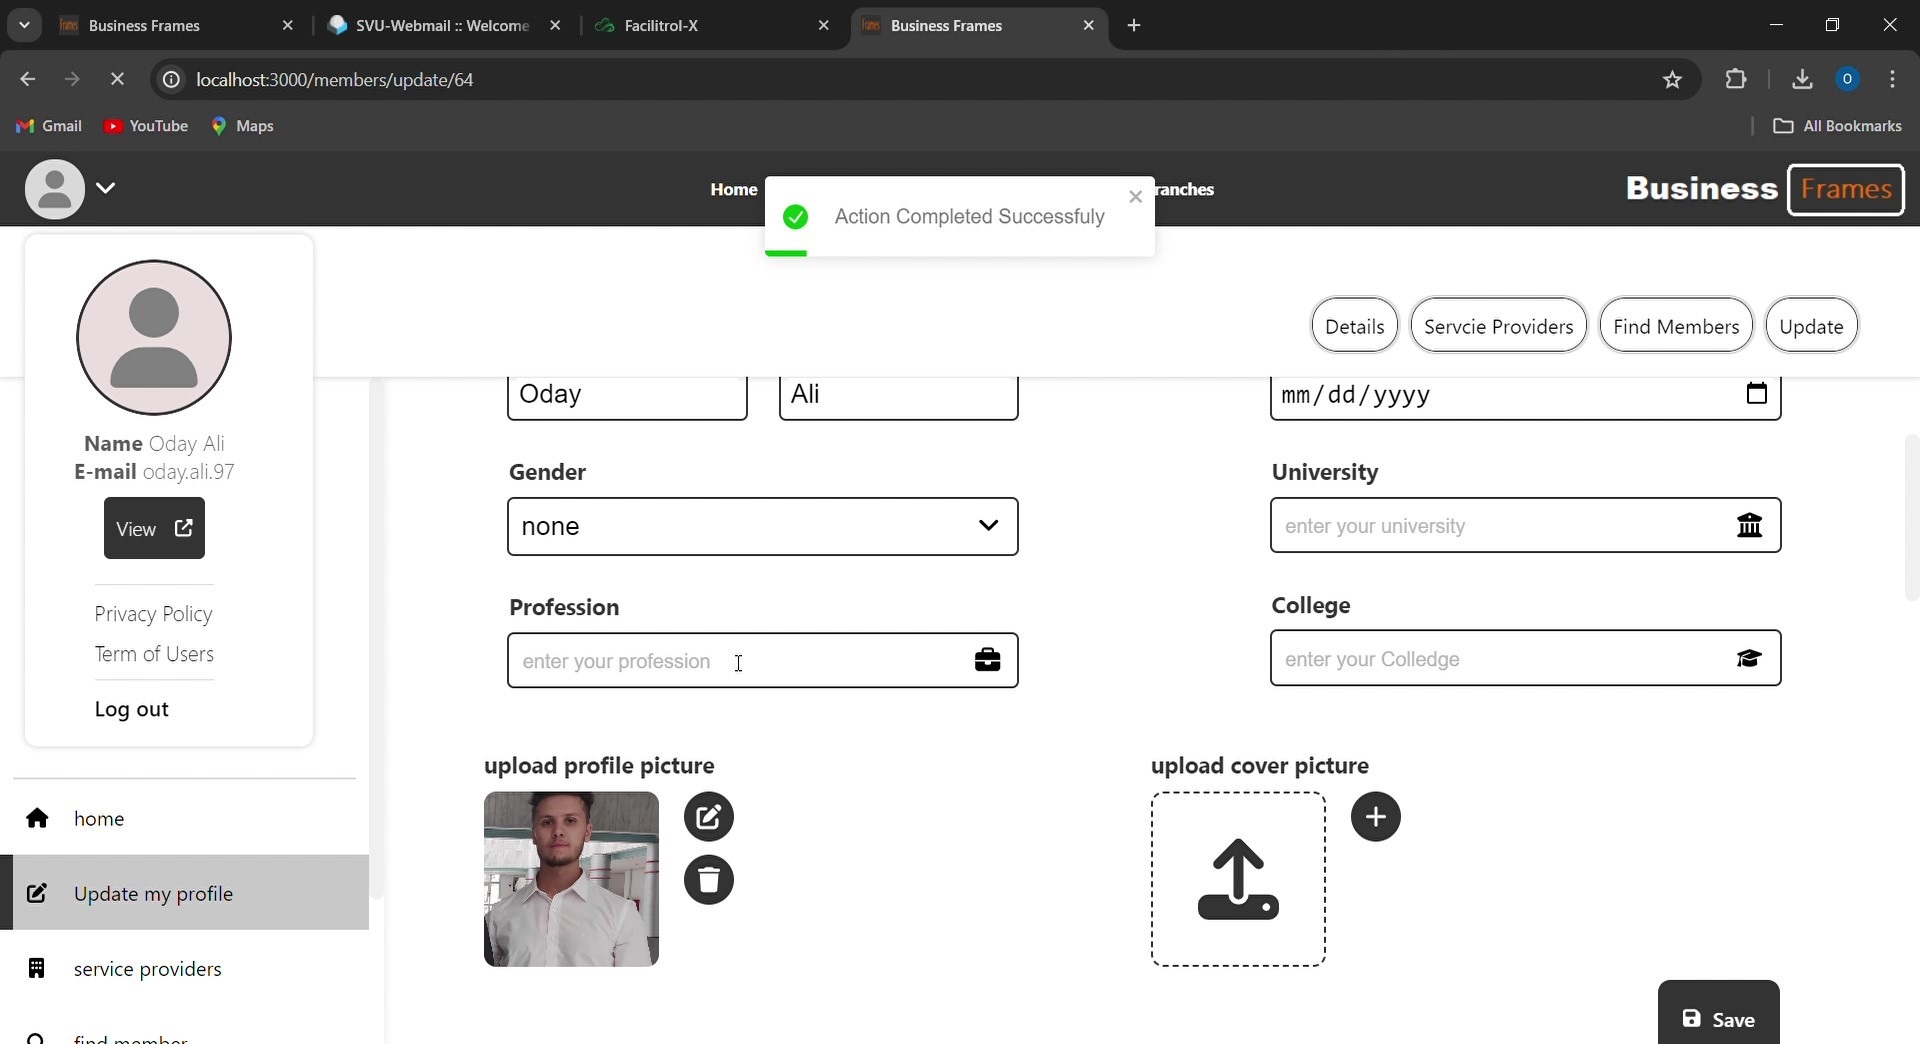 Business Frames
SVU-Webmail :: Welcome
Facilitrol-X
Business Frames
localhost:3000/members/update/64
O
Gmail
YouTube
Maps
All Bookmarks
Home
ranches
Business Frames
Action Completed Successfuly
Details
Servcie Providers
Find Members
Update
Name Oday Ali
E-mail oday.ali.97
View
Privacy Policy
Term of Users
Log out
home
Update my profile
service providers
find member
Oday
Ali
mm/dd/yyyy
Gender
University
none
enter your university
Profession
College
enter your profession
enter your Colledge
upload profile picture
upload cover picture
Save